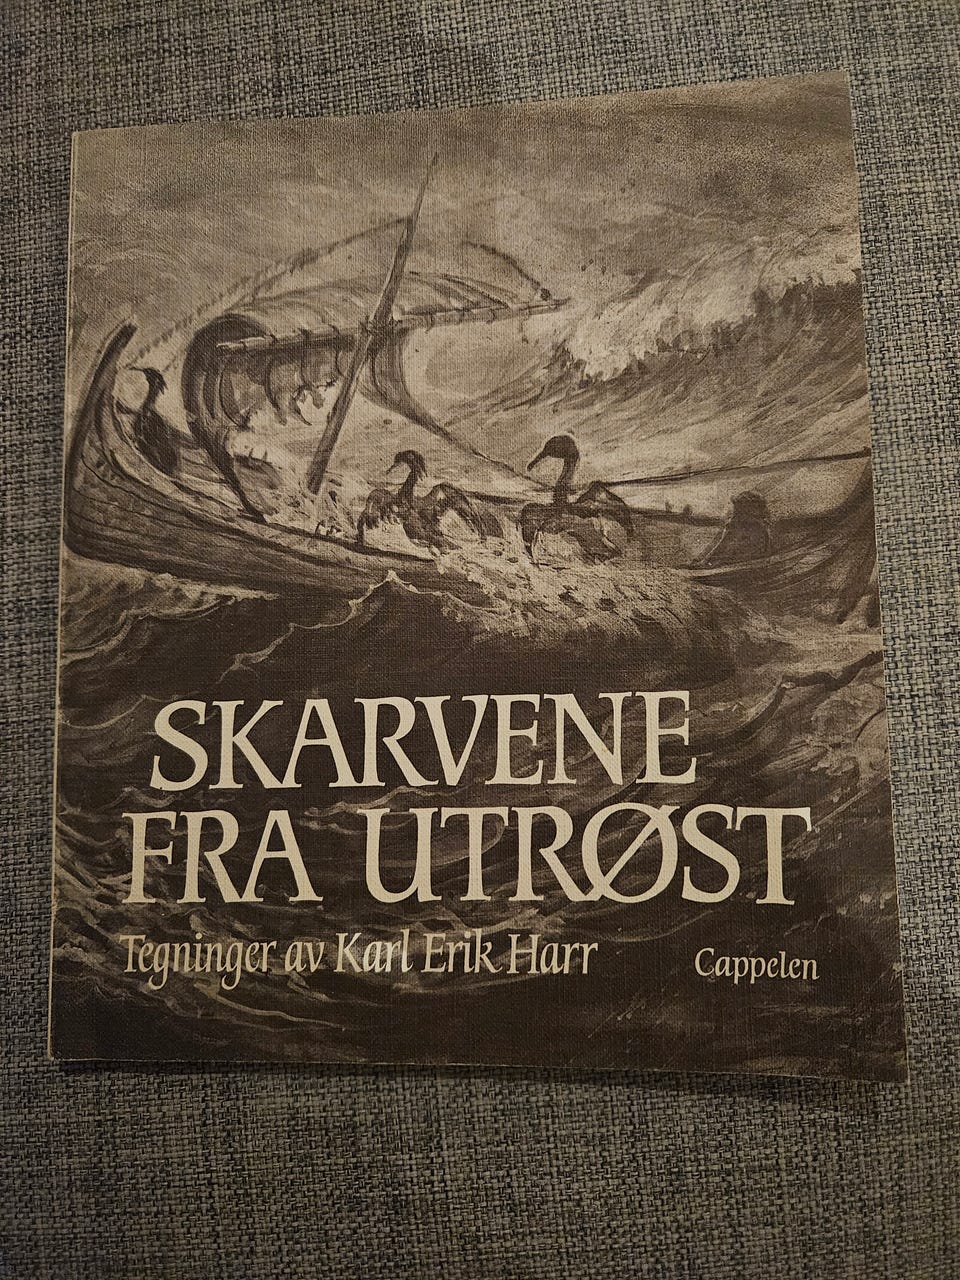 SKARVENE
FRA UTRØST
Tegninger av Karl Erik Harr
Cappelen